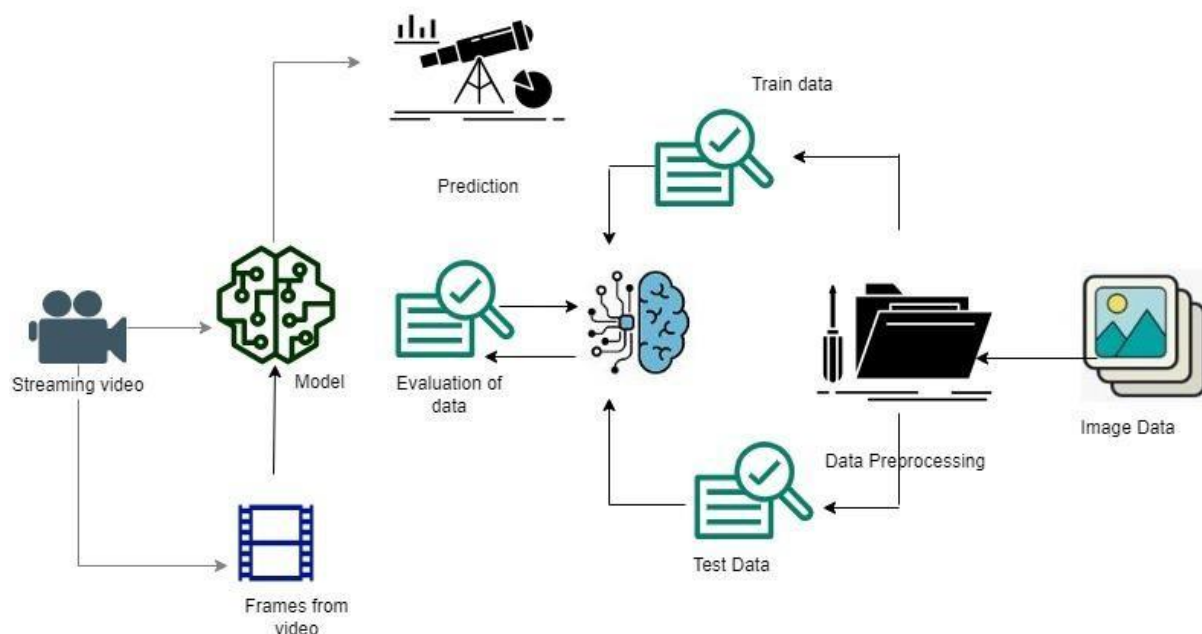 Train data
Prediction
Streaming video
Model
Evaluation of
data
Image Data
Data Preprocessing
Test Data
Frames from
video